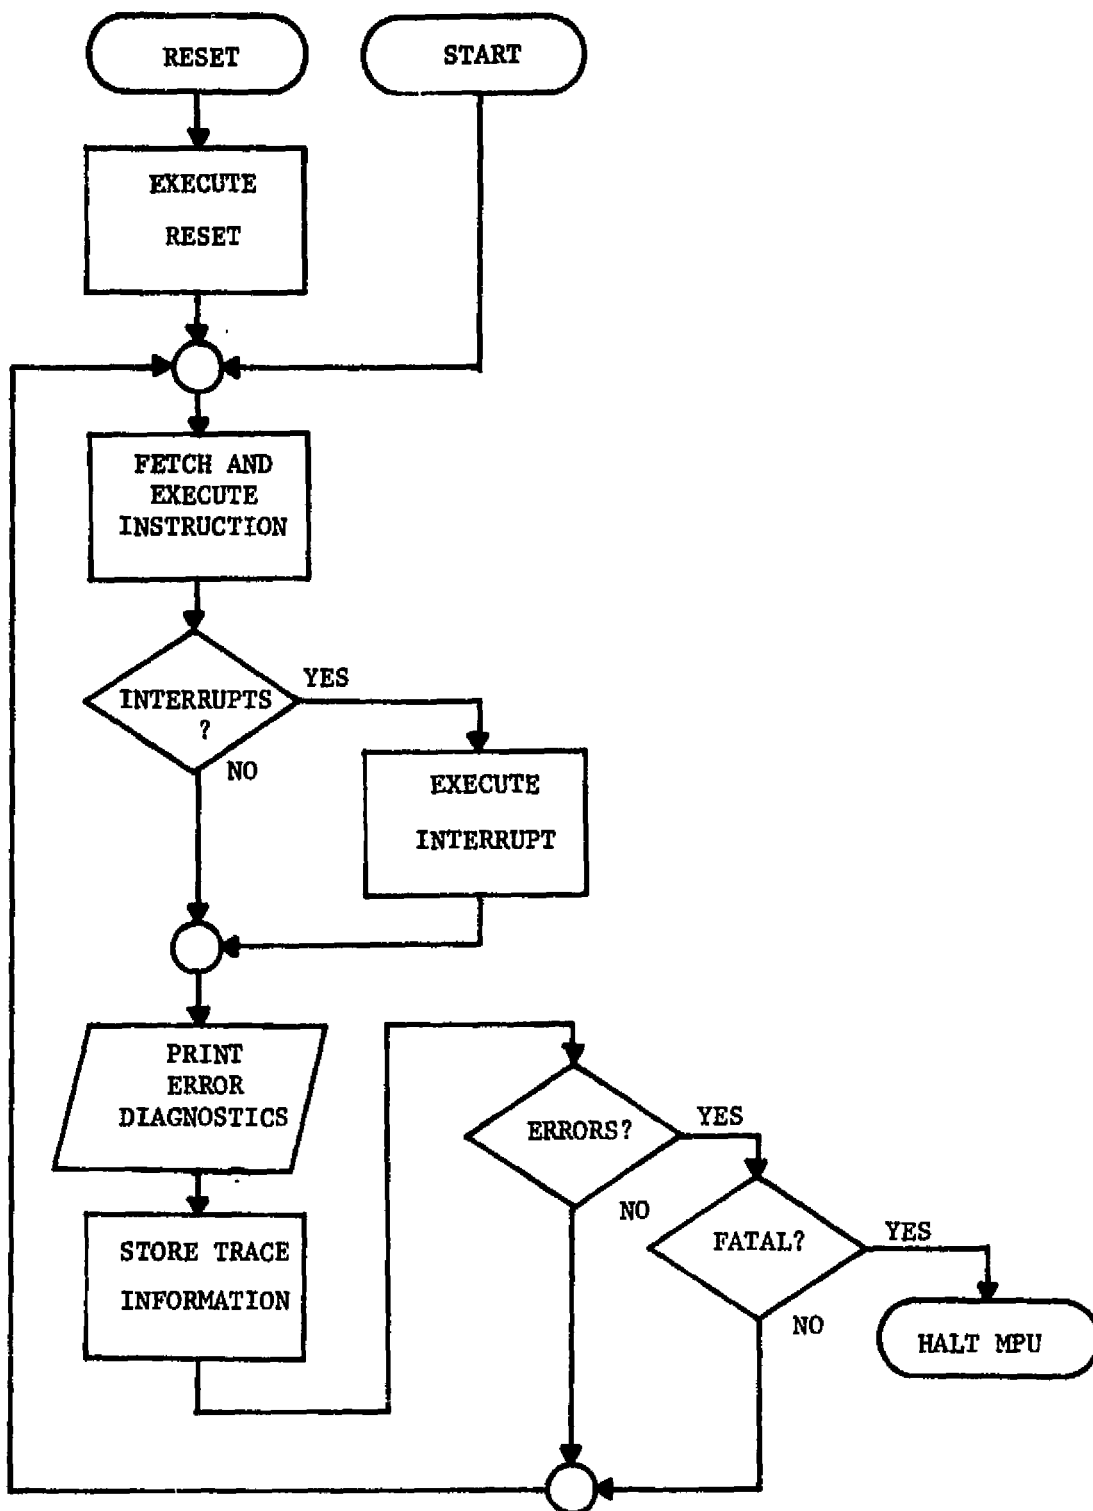 RESET
START
EXECUTE
RESET
FETCH AND
EXECUTE
INSTRUCTION
INTERRUPTS
?
YES
NO
EXECUTE
INTERRUPT
PRINT
ERROR
DIAGNOSTICS
STORE TRACE
INFORMATION
ERRORS?
YES
NO
FATAL?
YES
NO
HALT MPU